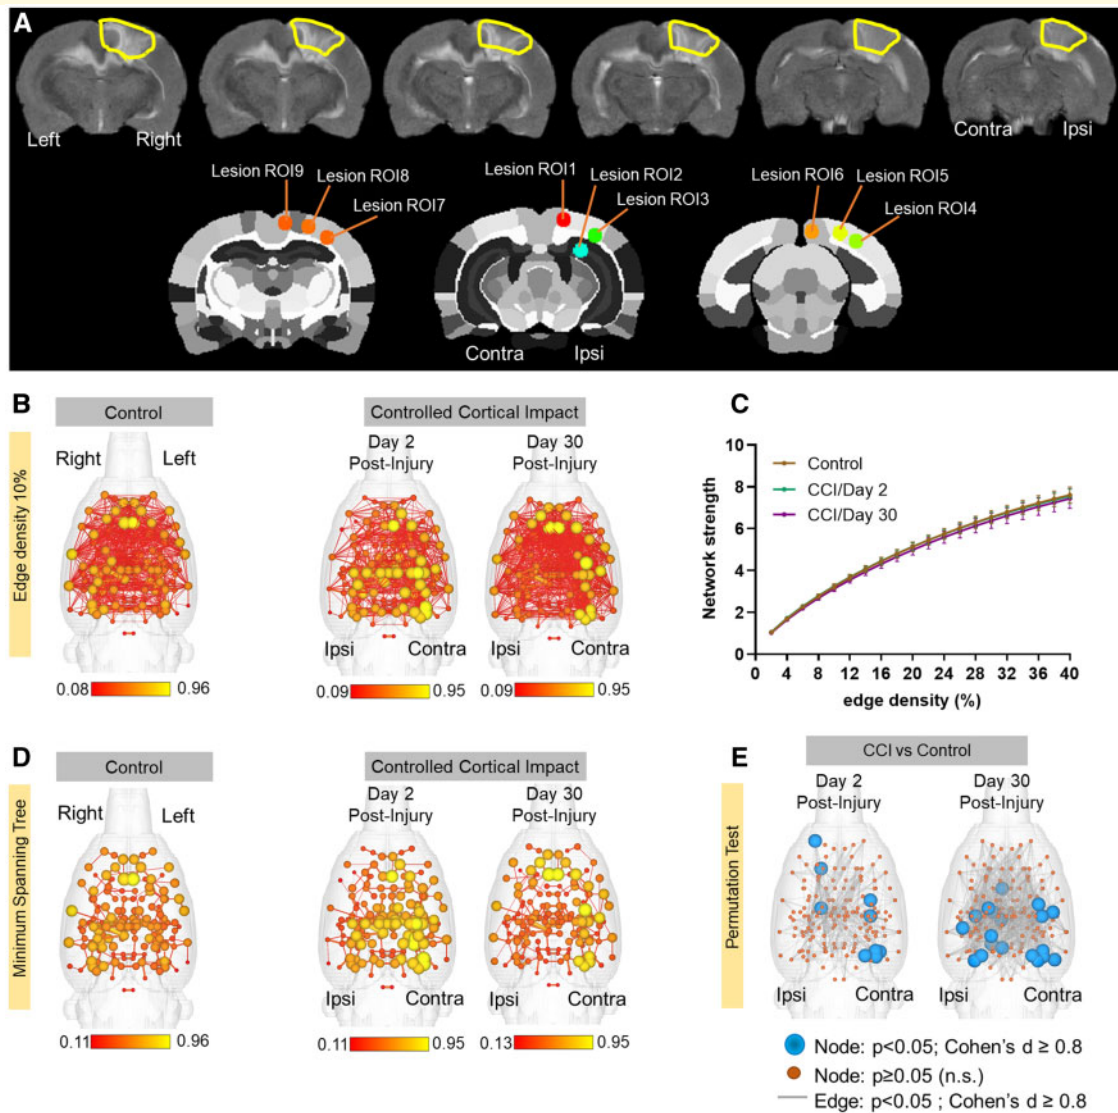 A
Left
Right
Contra
Ipsi
Lesion ROI9
Lesion ROI8
Lesion ROI7
Lesion ROI1
Lesion ROI2
Lesion ROI3
Lesion ROI6
Lesion ROI5
Lesion ROI4
Contra
Ipsi
B
Control
Controlled Cortical Impact
Edge density 10%
Right
Left
Day 2
Post-Injury
Day 30
Post-Injury
Ipsi
Contra
Ipsi
Contra
0.08
0.96
0.09
0.95
0.09
0.95
C
10
8
6
4
2
0
Network strength
Control
CCI/Day 2
CCI/Day 30
0 4 8 12 16 20 24 28 32 36 40
edge density (%)
D
Control
Controlled Cortical Impact
Minimum Spanning Tree
Right
Left
Day 2
Post-Injury
Day 30
Post-Injury
Ipsi
Contra
Ipsi
Contra
0.11
0.96
0.11
0.95
0.13
0.95
E
CCI vs Control
Permutation Test
Day 2
Post-Injury
Day 30
Post-Injury
Ipsi
Contra
Ipsi
Contra
Node: p<0.05; Cohen's d ≥ 0.8
Node: p≥0.05 (n.s.)
Edge: p<0.05 ; Cohen's d ≥ 0.8